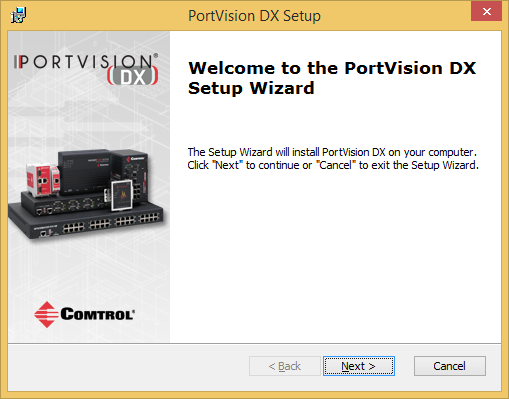 PortVision DX Setup
PORTVISION®
DX
Welcome to the PortVision DX
Setup Wizard
The Setup Wizard will install PortVision DX on your computer.
Click "Next" to continue or "Cancel" to exit the Setup Wizard.
COMTROL®
< Back
Next >
Cancel